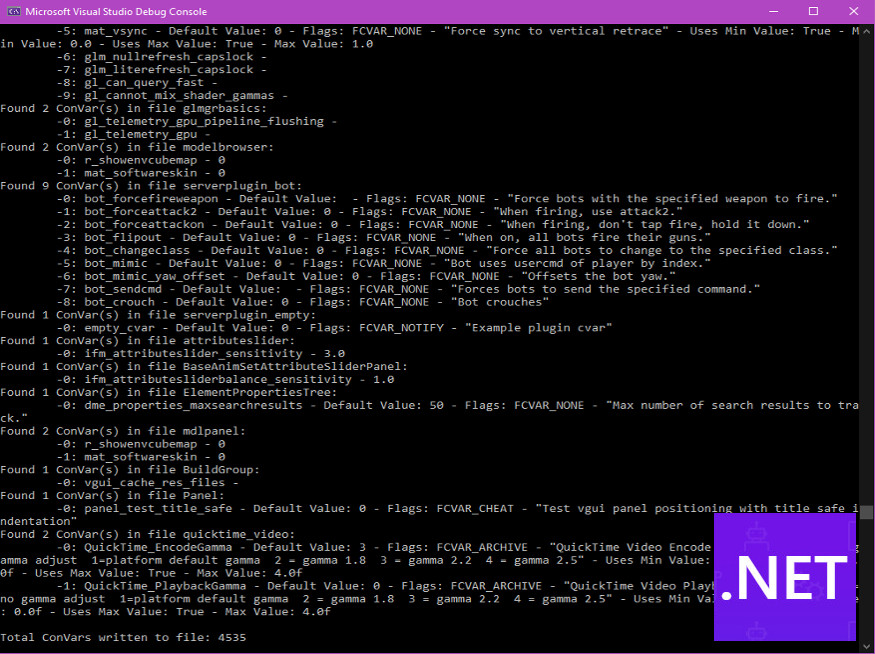 Microsoft Visual Studio Debug Console
-5: mat_vsync - Default Value: 0 - Flags: FCVAR_NONE - "Force sync to vertical retrace" - Uses Min Value: True - M
in Value: 0.0 - Uses Max Value: True - Max Value: 1.0
-6: glm_nullrefresh_capslock -
-7: glm_literefresh_capslock -
-8: gl_can_query_fast -
-9: gl_cannot_mix_shader_gammas -
Found 2 ConVar(s) in file glmgrbasics:
-0: gl_telemetry_gpu_pipeline_flushing -
-1: gl_telemetry_gpu -
Found 2 ConVar(s) in file modelbrowser:
-0: r_showenvcubemap - 0
-1: mat_softwareskin - 0
Found 9 ConVar(s) in file serverplugin_bot:
-0: bot_forcefireweapon - Default Value:  - Flags: FCVAR_NONE - "Force bots with the specified weapon to fire."
-1: bot_forceattack2 - Default Value: 0 - Flags: FCVAR_NONE - "When firing, use attack2."
-2: bot_forceattackon - Default Value: 0 - Flags: FCVAR_NONE - "When firing, don't tap fire, hold it down."
-3: bot_flipout - Default Value: 0 - Flags: FCVAR_NONE - "When on, all bots fire their guns."
-4: bot_changeclass - Default Value: 0 - Flags: FCVAR_NONE - "Force all bots to change to the specified class."
-5: bot_mimic - Default Value: 0 - Flags: FCVAR_NONE - "Bot uses usercmd of player by index."
-6: bot_mimic_yaw_offset - Default Value: 0 - Flags: FCVAR_NONE - "Offsets the bot yaw."
-7: bot_sendcmd - Default Value:  - Flags: FCVAR_NONE - "Forces bots to send the specified command."
-8: bot_crouch - Default Value: 0 - Flags: FCVAR_NONE - "Bot crouches"
Found 1 ConVar(s) in file serverplugin_empty:
-0: empty_cvar - Default Value: 0 - Flags: FCVAR_NOTIFY - "Example plugin cvar"
Found 1 ConVar(s) in file attributeslider:
-0: ifm_attributeslider_sensitivity - 3.0
Found 1 ConVar(s) in file BaseAnimSetAttributeSliderPanel:
-0: ifm_attributesliderbalance_sensitivity - 1.0
Found 1 ConVar(s) in file ElementPropertiesTree:
-0: dme_properties_maxsearchresults - Default Value: 50 - Flags: FCVAR_NONE - "Max number of search results to tra
ck."
Found 2 ConVar(s) in file mdlpanel:
-0: r_showenvcubemap - 0
-1: mat_softwareskin - 0
Found 1 ConVar(s) in file BuildGroup:
-0: vgui_cache_res_files -
Found 1 ConVar(s) in file Panel:
-0: panel_test_title_safe - Default Value: 0 - Flags: FCVAR_CHEAT - "Test vgui panel positioning with title safe i
ndentation"
Found 2 ConVar(s) in file quicktime_video:
-0: QuickTime_EncodeGamma - Default Value: 3 - Flags: FCVAR_ARCHIVE - "QuickTime Video Encode g
amma adjust  1=platform default gamma  2 = gamma 1.8  3 = gamma 2.2  4 = gamma 2.5" - Uses Min Value:
0f - Uses Max Value: True - Max Value: 4.0f
-1: QuickTime_PlaybackGamma - Default Value: 0 - Flags: FCVAR_ARCHIVE - "QuickTime Video
no gamma adjust  1=platform default gamma  2 = gamma 1.8  3 = gamma 2.2  4 = gamma 2.5" - Uses Min
: 0.0f - Uses Max Value: True - Max Value: 4.0f
.NET
Total ConVars written to file: 4535